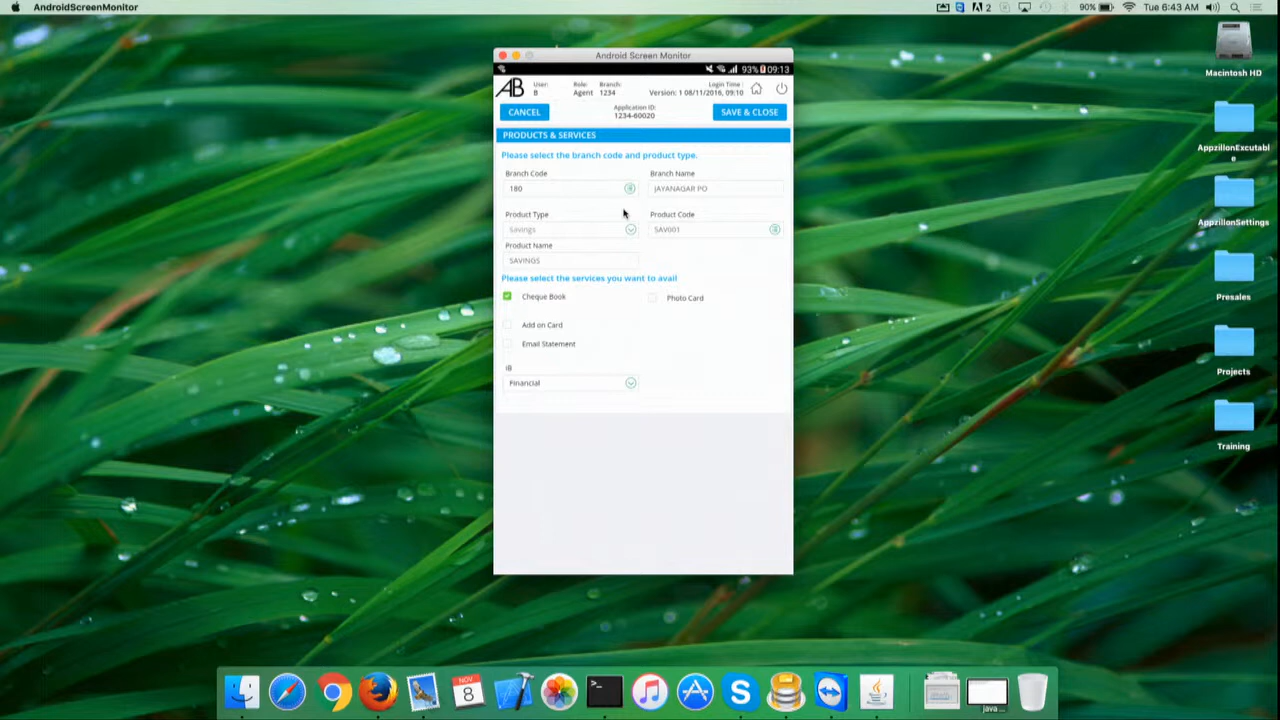 AndroidScreenMonitor
2
90%
Tue 6:43 AM
Macintosh HD
AppzillonExcutabl
e
AppzillonSettings
Presales
Projects
Training
Android Screen Monitor
93% 09:13
AB
User:
B
Role:
Agent
Branch:
1234
Login Time :
Version: 1 08/11/2016, 09:10
CANCEL
Application ID:
1234-60020
SAVE & CLOSE
PRODUCTS & SERVICES
Please select the branch code and product type.
Branch Code
Branch Name
180
JAYANAGAR PO
Product Type
Product Code
Savings
SAV001
Product Name
SAVINGS
Please select the services you want to avail
Cheque Book
Photo Card
Add on Card
Email Statement
IB
Financial
NOV
8
>_
S
java ...